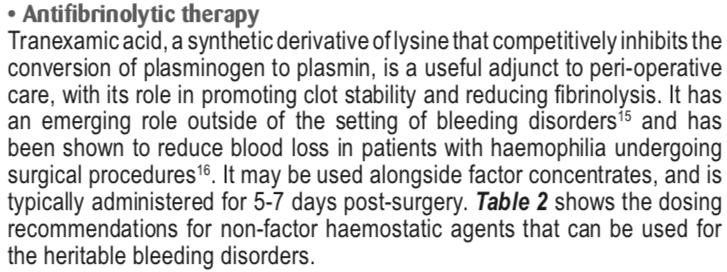 • Antifibrinolytic therapy
Tranexamic acid, a synthetic derivative of lysine that competitively inhibits the
conversion of plasminogen to plasmin, is a useful adjunct to peri-operative
care, with its role in promoting clot stability and reducing fibrinolysis. It has
an emerging role outside of the setting of bleeding disorders¹⁵ and has
been shown to reduce blood loss in patients with haemophilia undergoing
surgical procedures¹⁶. It may be used alongside factor concentrates, and is
typically administered for 5-7 days post-surgery. Table 2 shows the dosing
recommendations for non-factor haemostatic agents that can be used for
the heritable bleeding disorders.